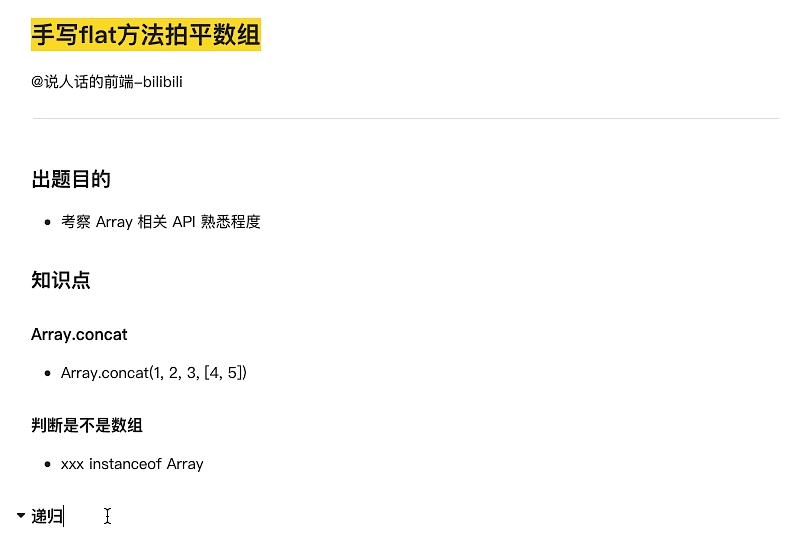 手写flat方法拍平数组
@说人话的前端-bilibili
出题目的
考察 Array 相关 API 熟悉程度
知识点
Array.concat
Array.concat(1, 2, 3, [4, 5])
判断是不是数组
xxx instanceof Array
递归